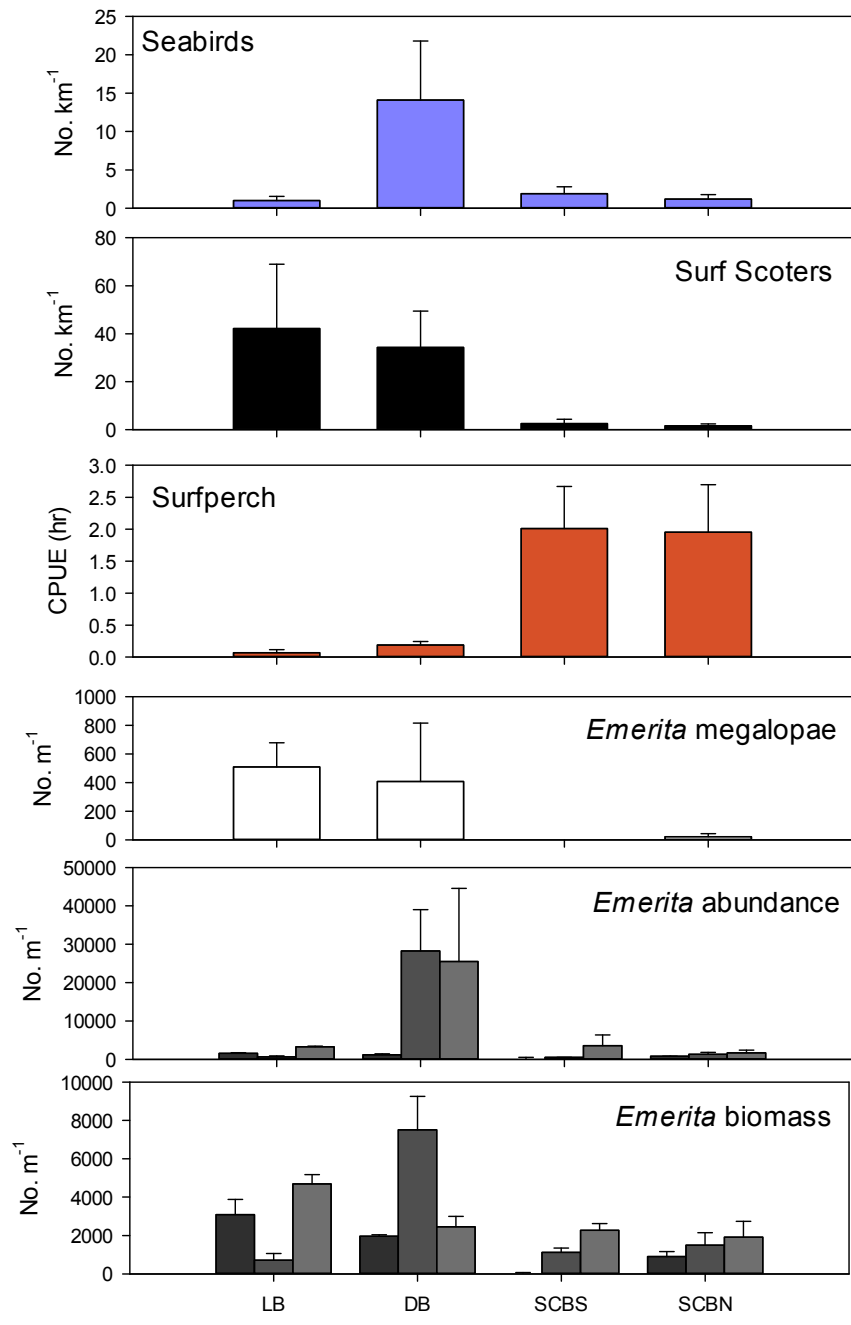 Seabirds
No. km⁻¹
25
20
15
10
5
0
Surf Scoters
No. km⁻¹
80
60
40
20
0
Surfperch
CPUE (hr)
3.0
2.5
2.0
1.5
1.0
0.5
0.0
Emerita megalopae
No. m⁻¹
1000
800
600
400
200
0
Emerita abundance
No. m⁻¹
50000
40000
30000
20000
10000
0
Emerita biomass
No. m⁻¹
10000
8000
6000
4000
2000
0
LB DB SCBS SCBN